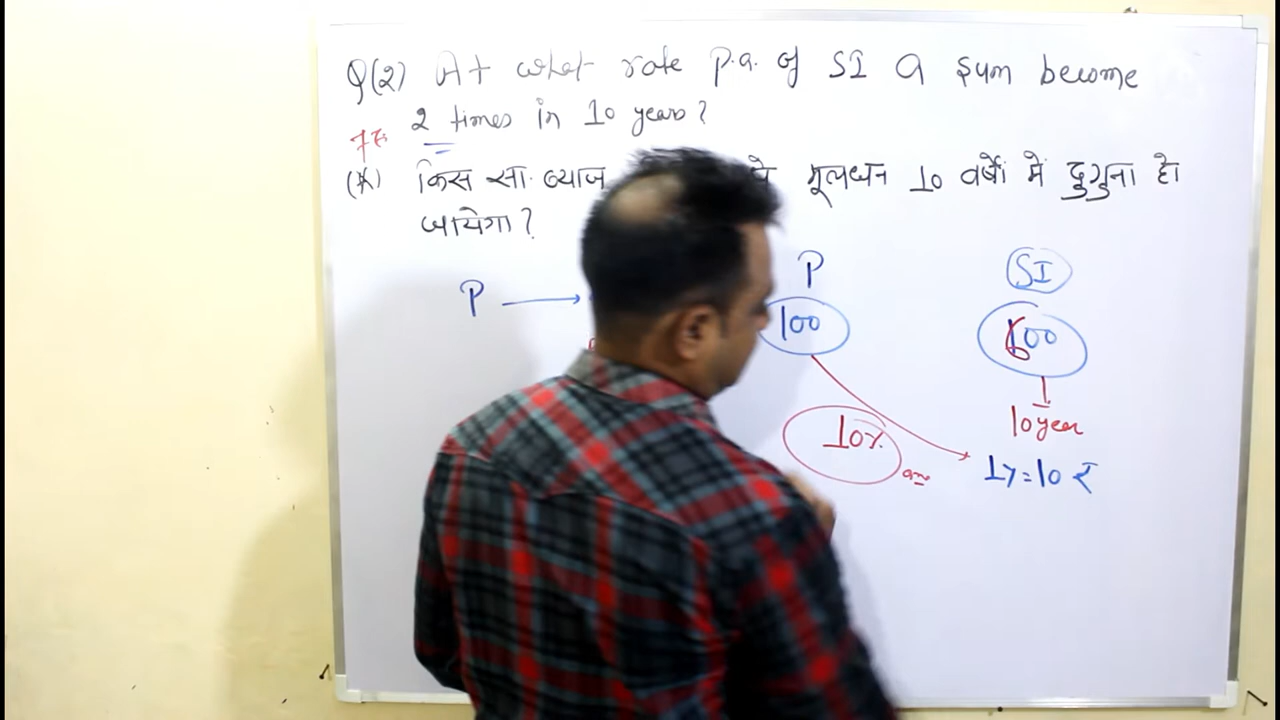 Q(2) At what rate p.a. of SI a sum become
2 times in 10 years?
(*) किस सा. ब्याज मूलधन 10 वर्षो मे दुगुना हो
जायेगा?
P → P SI
100 100
10 year
10% ans
1y = 10 ₹